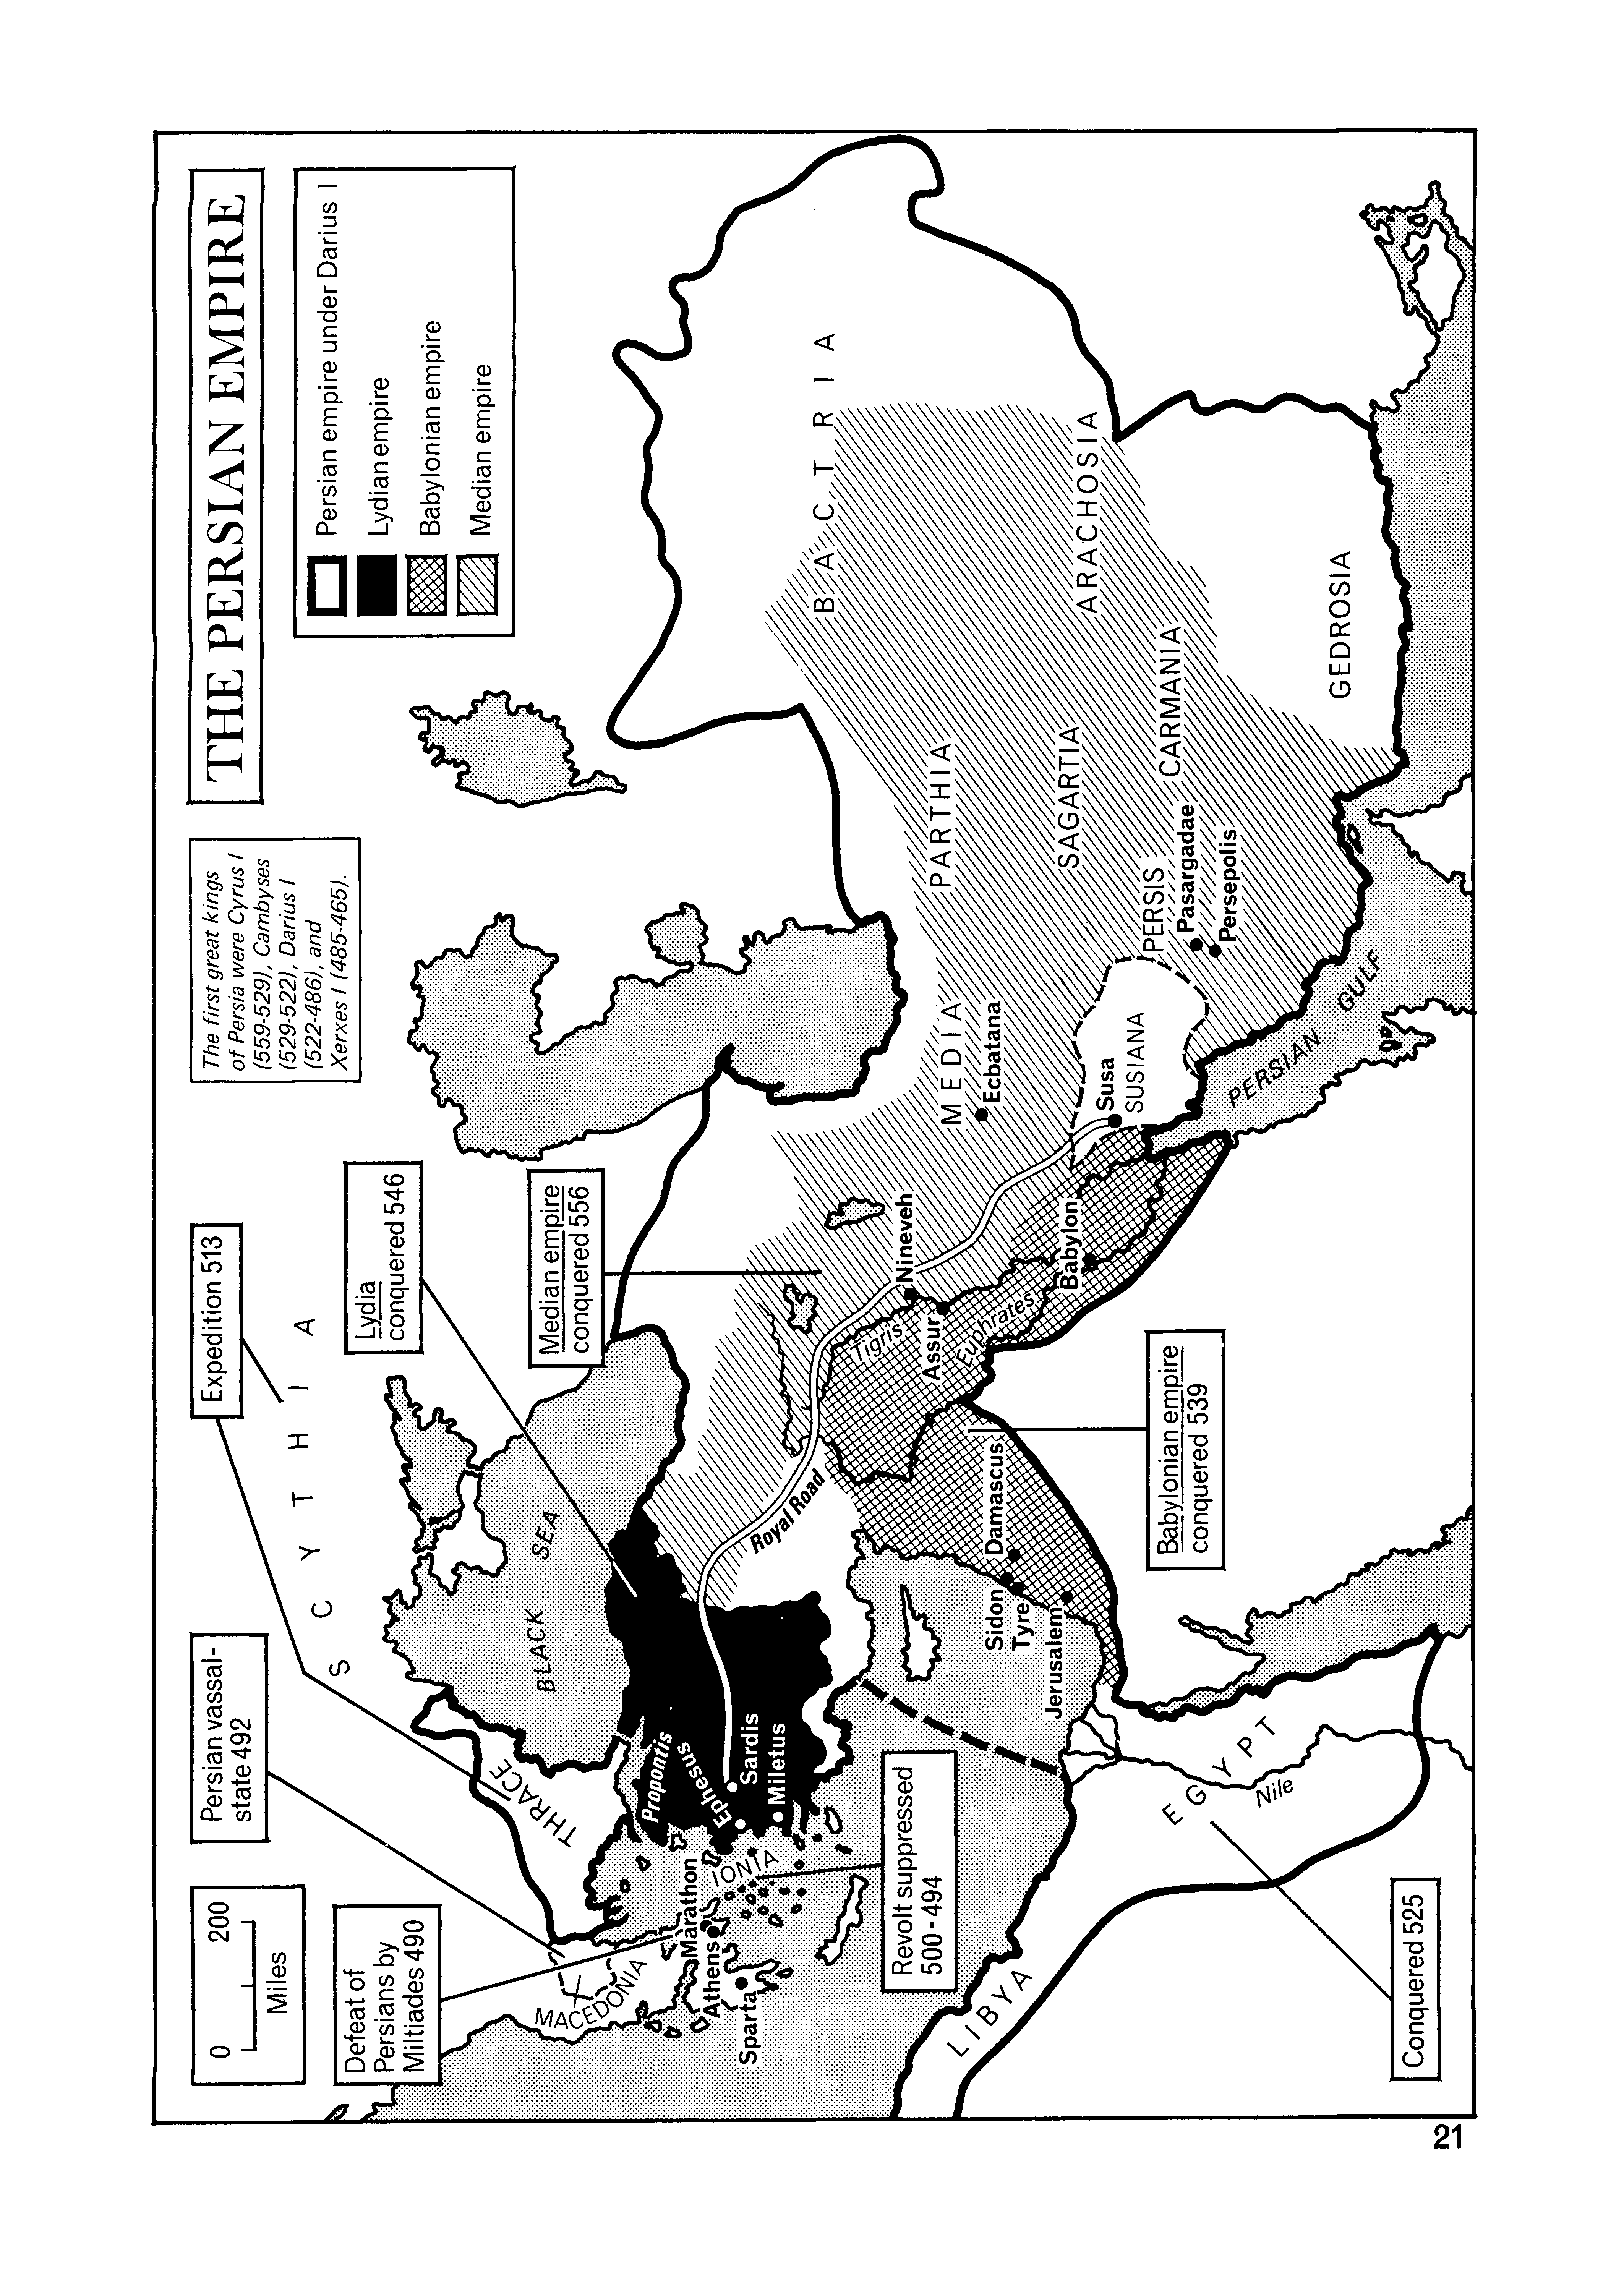 THE PERSIAN EMPIRE
Persian empire under Darius I
Lydian empire
Babylonian empire
Median empire
The first great kings
of Persia were Cyrus I
(559-529), Cambyses
(529-522), Darius I
(522-486), and
Xerxes I (485-465).
Expedition 513
Persian vassal-
state 492
0 200
Miles
Defeat of
Persians by
Miltiades 490
Lydia
conquered 546
Median empire
conquered 556
SCYTHIA
BLACK SEA
THRACE
MACEDONIA
Propontis
Ephesus
Sardis
Miletus
IONIA
Marathon
Athens
Sparta
Royal Road
Revolt suppressed
500-494
LIBYA
EGYPT
Nile
Conquered 525
Sidon
Tyre
Jerusalem
Damascus
Babylonian empire
conquered 539
Tigris
Euphrates
Assur
Nineveh
Babylon
MEDIA
Ecbatana
Susa
SUSIANA
PERSIAN GULF
PERSIS
Pasargadae
Persepolis
PARTHIA
SAGARTIA
CARMANIA
BACTRIA
ARACHOSIA
GEDROSIA
21